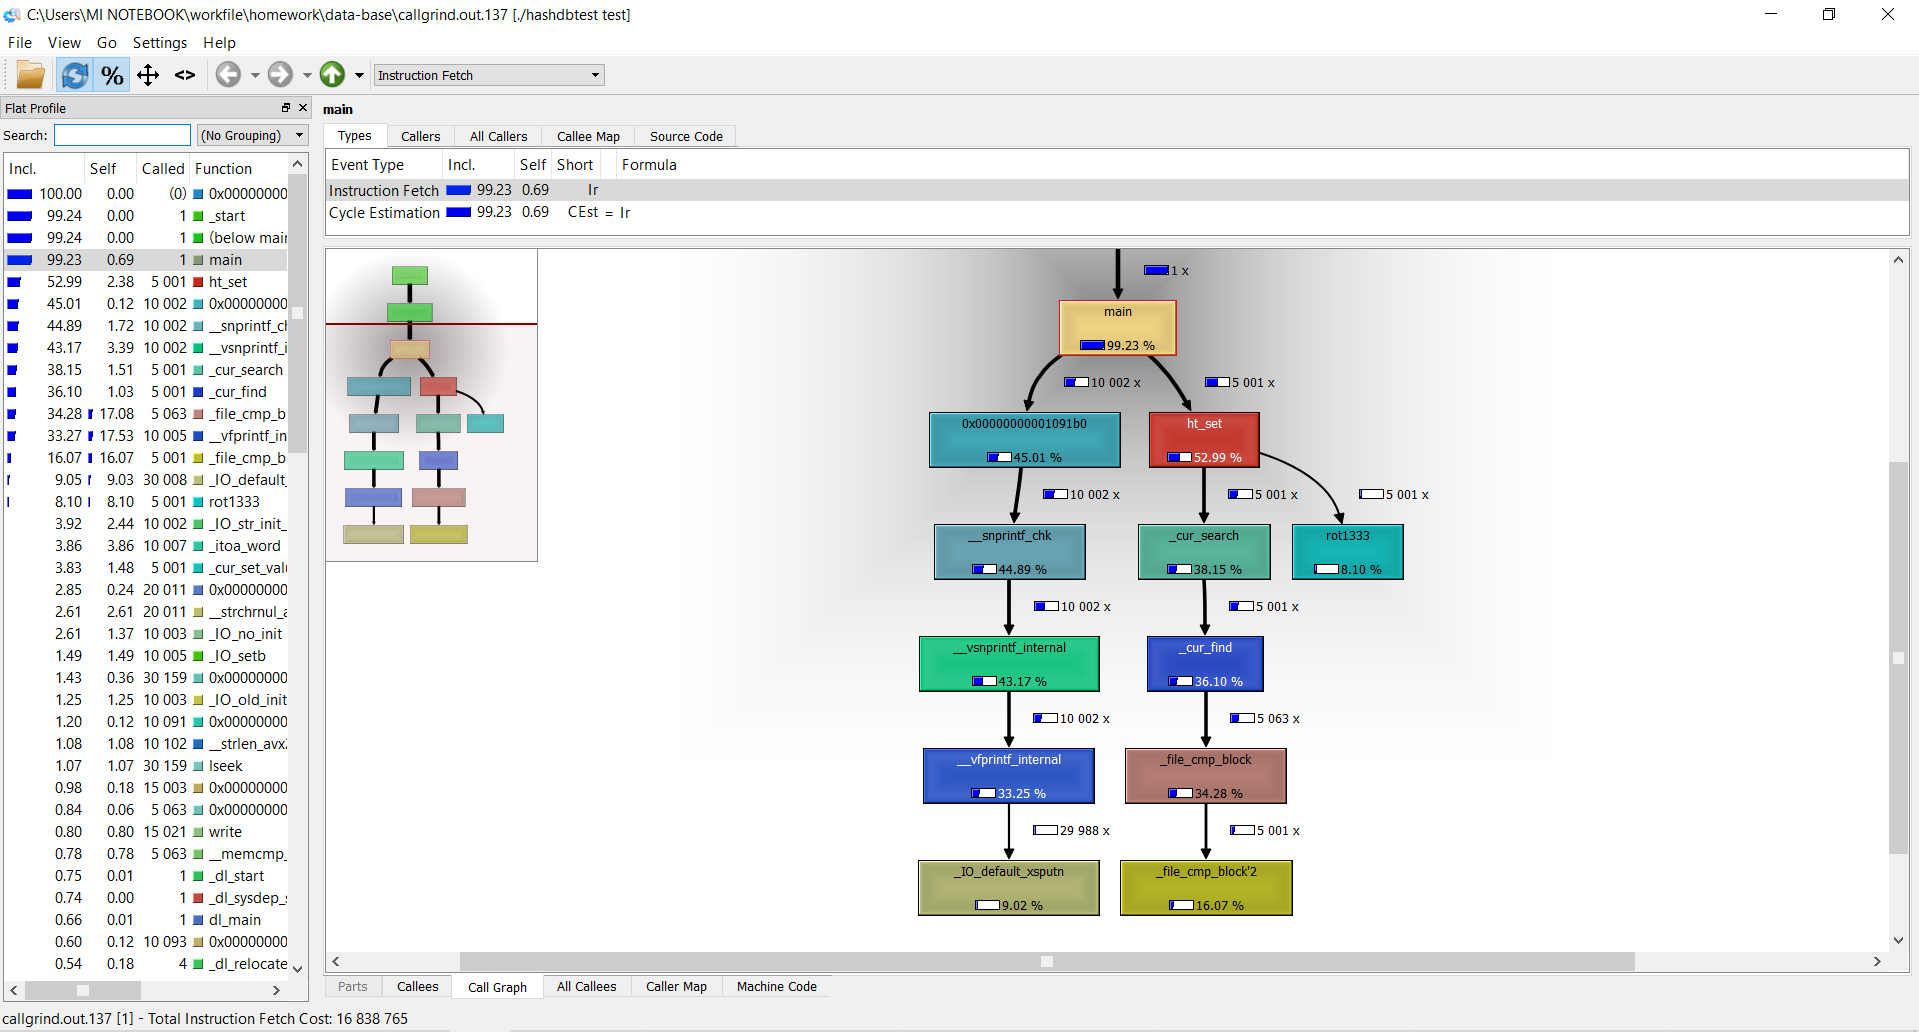 C:\Users\MI NOTEBOOK\workfile\homework\data-base\callgrind.out.137 [./hashdbtest test]
File View Go Settings Help
% <> Instruction Fetch
Flat Profile
Search: (No Grouping)
Incl. Self Called Function
100.00 0.00 (0) 0x00000000
99.24 0.00 1 _start
99.24 0.00 1 (below mai
99.23 0.69 1 main
52.99 2.38 5 001 ht_set
45.01 0.12 10 002 0x00000000
44.89 1.72 10 002 __snprintf_ch
43.17 3.39 10 002 __vsnprintf_i
38.15 1.51 5 001 _cur_search
36.10 1.03 5 001 _cur_find
34.28 17.08 5 063 _file_cmp_b
33.27 17.53 10 005 __vfprintf_in
16.07 16.07 5 001 _file_cmp_b
9.05 9.03 30 008 _IO_default_
8.10 8.10 5 001 rot1333
3.92 2.44 10 002 _IO_str_init_
3.86 3.86 10 007 _itoa_word
3.83 1.48 5 001 _cur_set_val
2.85 0.24 20 011 0x00000000
2.61 2.61 20 011 __strchrnul_a
2.61 1.37 10 003 _IO_no_init
1.49 1.49 10 005 _IO_setb
1.43 0.36 30 159 0x00000000
1.25 1.25 10 003 _IO_old_init
1.20 0.12 10 091 0x00000000
1.08 1.08 10 102 __strlen_avx
1.07 1.07 30 159 lseek
0.98 0.18 15 003 0x00000000
0.84 0.06 5 063 0x00000000
0.80 0.80 15 021 write
0.78 0.78 5 063 __memcmp_
0.75 0.01 1 _dl_start
0.74 0.00 1 _dl_sysdep_s
0.66 0.01 1 dl_main
0.60 0.12 10 093 0x00000000
0.54 0.18 4 _dl_relocate
main
Types Callers All Callers Callee Map Source Code
Event Type Incl. Self Short Formula
Instruction Fetch 99.23 0.69 Ir
Cycle Estimation 99.23 0.69 CEst = Ir
1 x
main
99.23 %
10 002 x 5 001 x
0x00000000001091b0 ht_set
45.01 % 52.99 %
10 002 x 5 001 x 5 001 x
__snprintf_chk _cur_search rot1333
44.89 % 38.15 % 8.10 %
10 002 x 5 001 x
__vsnprintf_internal _cur_find
43.17 % 36.10 %
10 002 x 5 063 x
__vfprintf_internal _file_cmp_block
33.25 % 34.28 %
29 988 x 5 001 x
_IO_default_xsputn _file_cmp_block'2
9.02 % 16.07 %
Parts Callees Call Graph All Callees Caller Map Machine Code
callgrind.out.137 [1] - Total Instruction Fetch Cost: 16 838 765